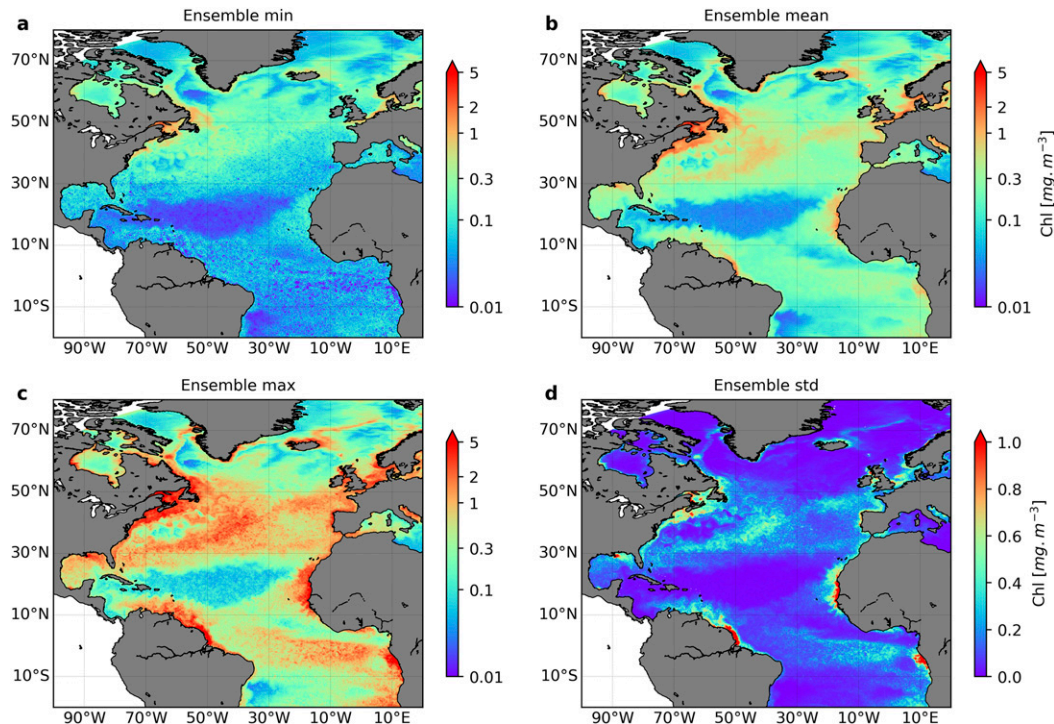 a Ensemble min
70°N
50°N
30°N
10°N
10°S
90°W 70°W 50°W 30°W 10°W 10°E
5
2
1
0.3
0.1
0.01
b Ensemble mean
70°N
50°N
30°N
10°N
10°S
90°W 70°W 50°W 30°W 10°W 10°E
5
2
1
0.3
0.1
0.01
Chl [mg. m⁻³]
c Ensemble max
70°N
50°N
30°N
10°N
10°S
90°W 70°W 50°W 30°W 10°W 10°E
5
2
1
0.3
0.1
0.01
d Ensemble std
70°N
50°N
30°N
10°N
10°S
90°W 70°W 50°W 30°W 10°W 10°E
1.0
0.8
0.6
0.4
0.2
0.0
Chl [mg. m⁻³]